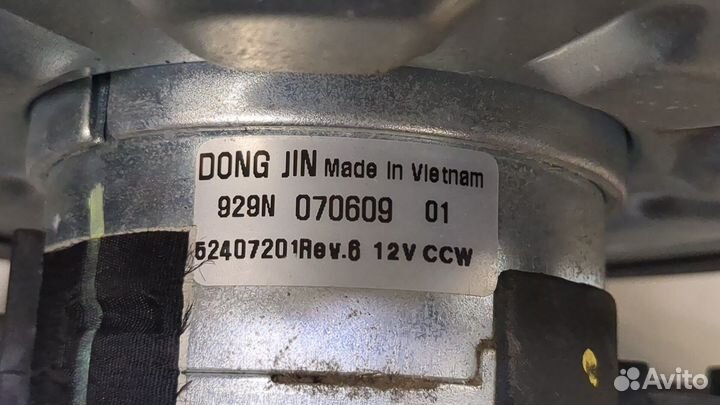 DONG JIN Made In Vietnam
929N 070609 01
52407201Rev.6 12V CCW
Avito